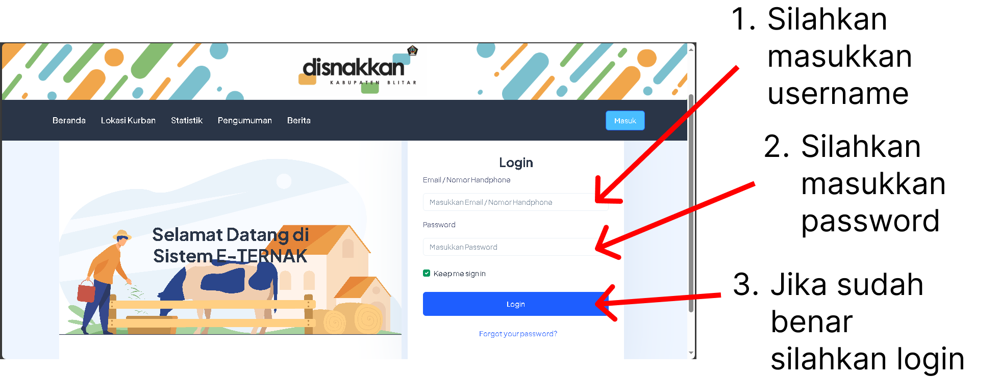 disnakkan
KABUPATEN BLITAR
Beranda Lokasi Kurban Statistik Pengumuman Berita Masuk
Selamat Datang di
Sistem E-TERNAK
Login
Email / Nomor Handphone
Masukkan Email / Nomor Handphone
Password
Masukkan Password
Keep me sign in
Login
Forgot your password?
1. Silahkan
masukkan
username
2. Silahkan
masukkan
password
3. Jika sudah
benar
silahkan login